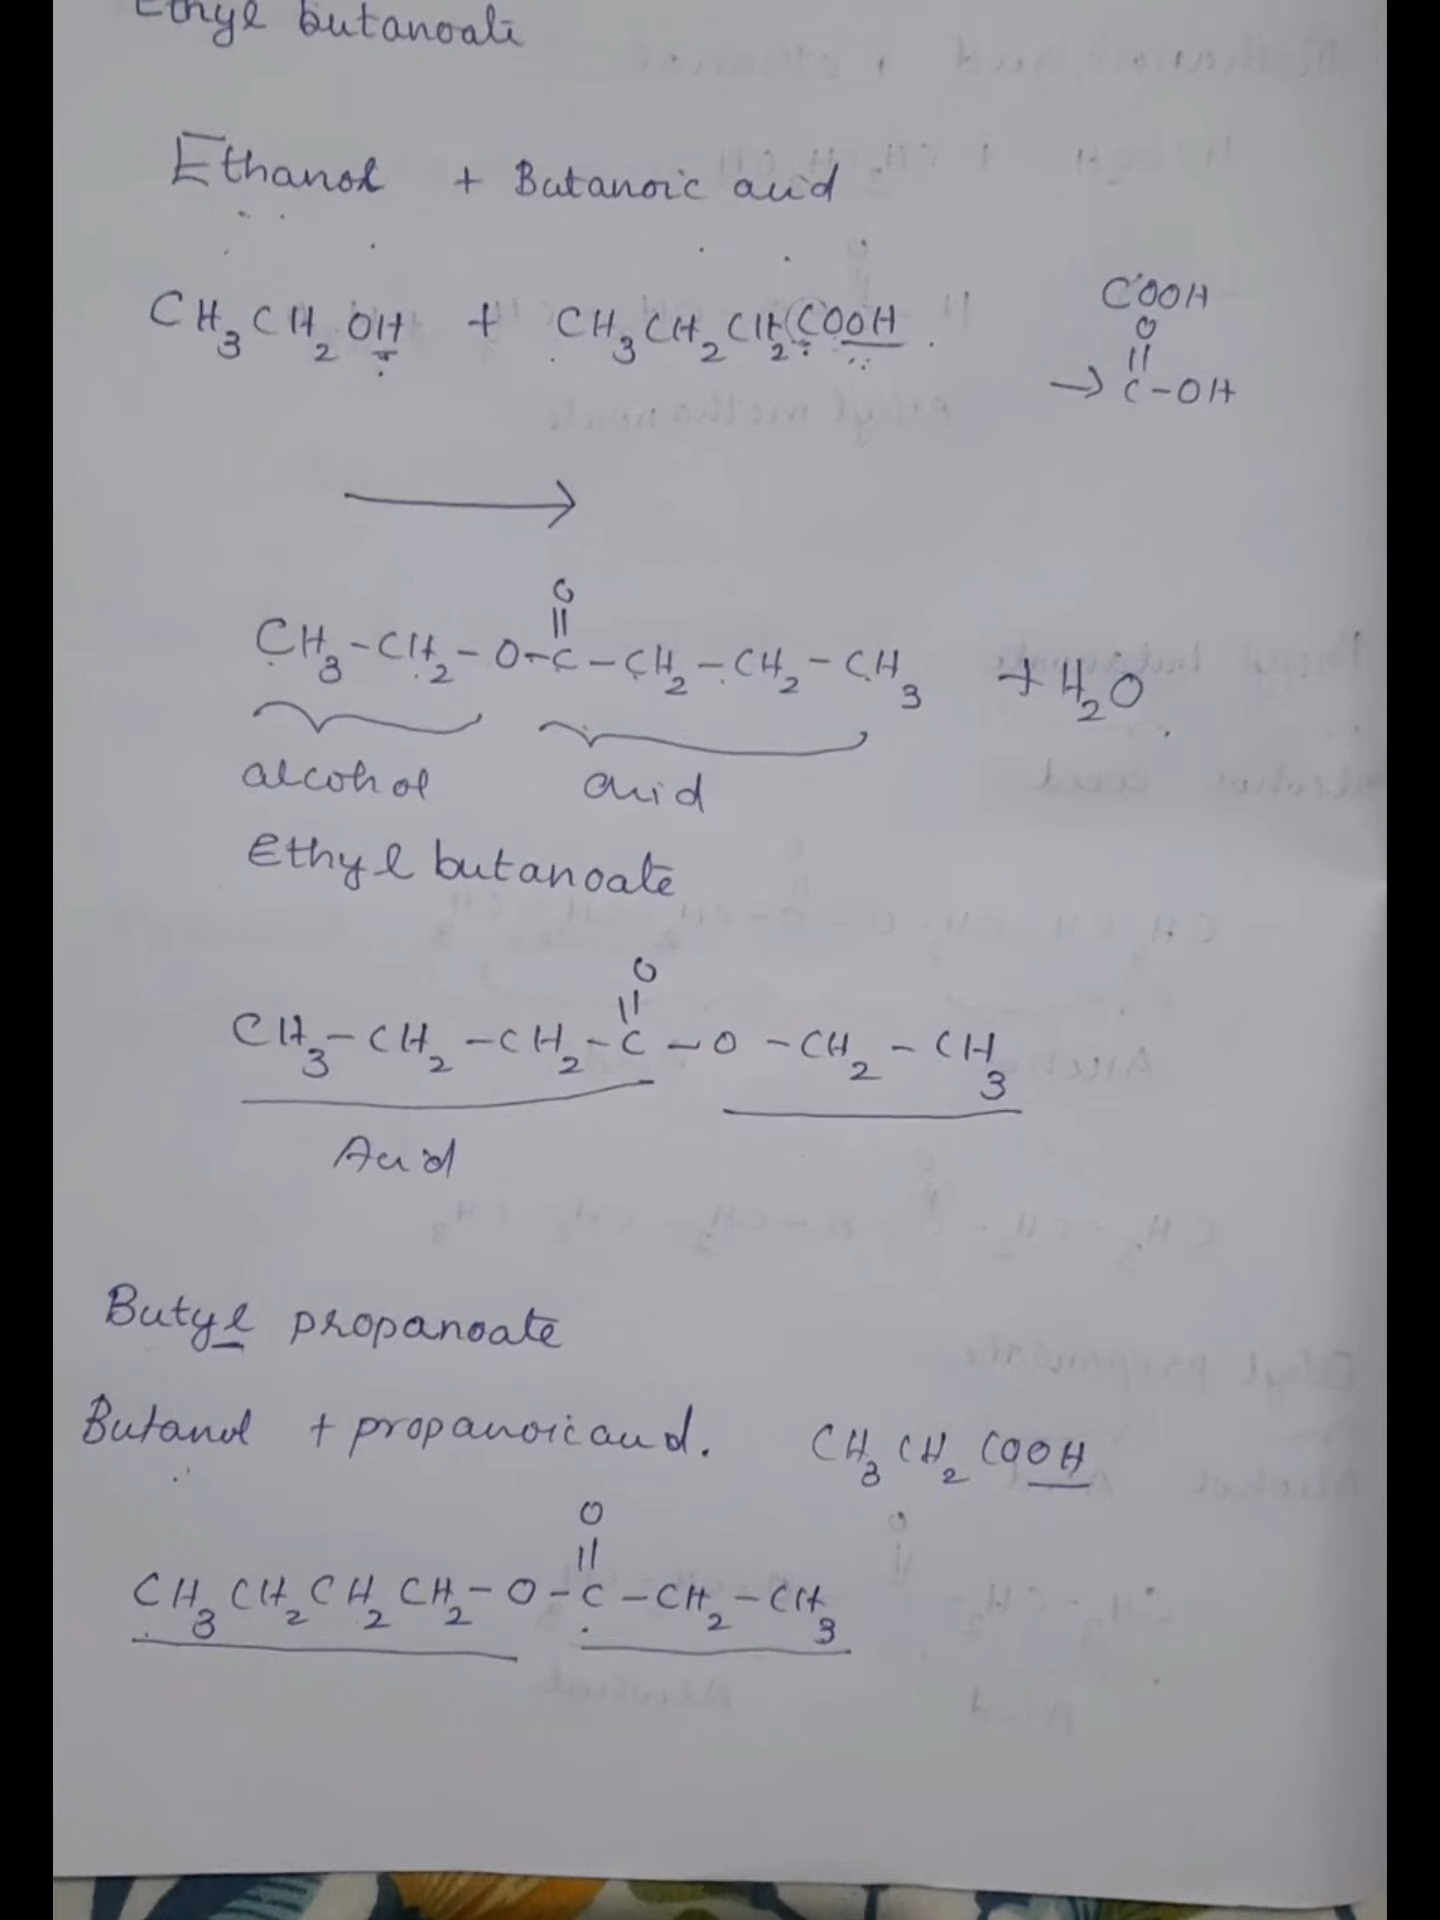 Ethyl butanoate
Ethanol + Butanoic acid
CH₃CH₂OH + CH₃CH₂CH₂COOH.
COOH
O
||
→ C-OH
→
O
||
CH₃-CH₂-O-C-CH₂-CH₂-CH₃ + H₂O
alcohol acid
Ethyl butanoate
O
||
CH₃-CH₂-CH₂-C-O-CH₂-CH₃
Acid
Butyl propanoate
Butanol + propanoic acid. CH₃CH₂COOH
O
||
CH₃CH₂CH₂CH₂-O-C-CH₂-CH₃